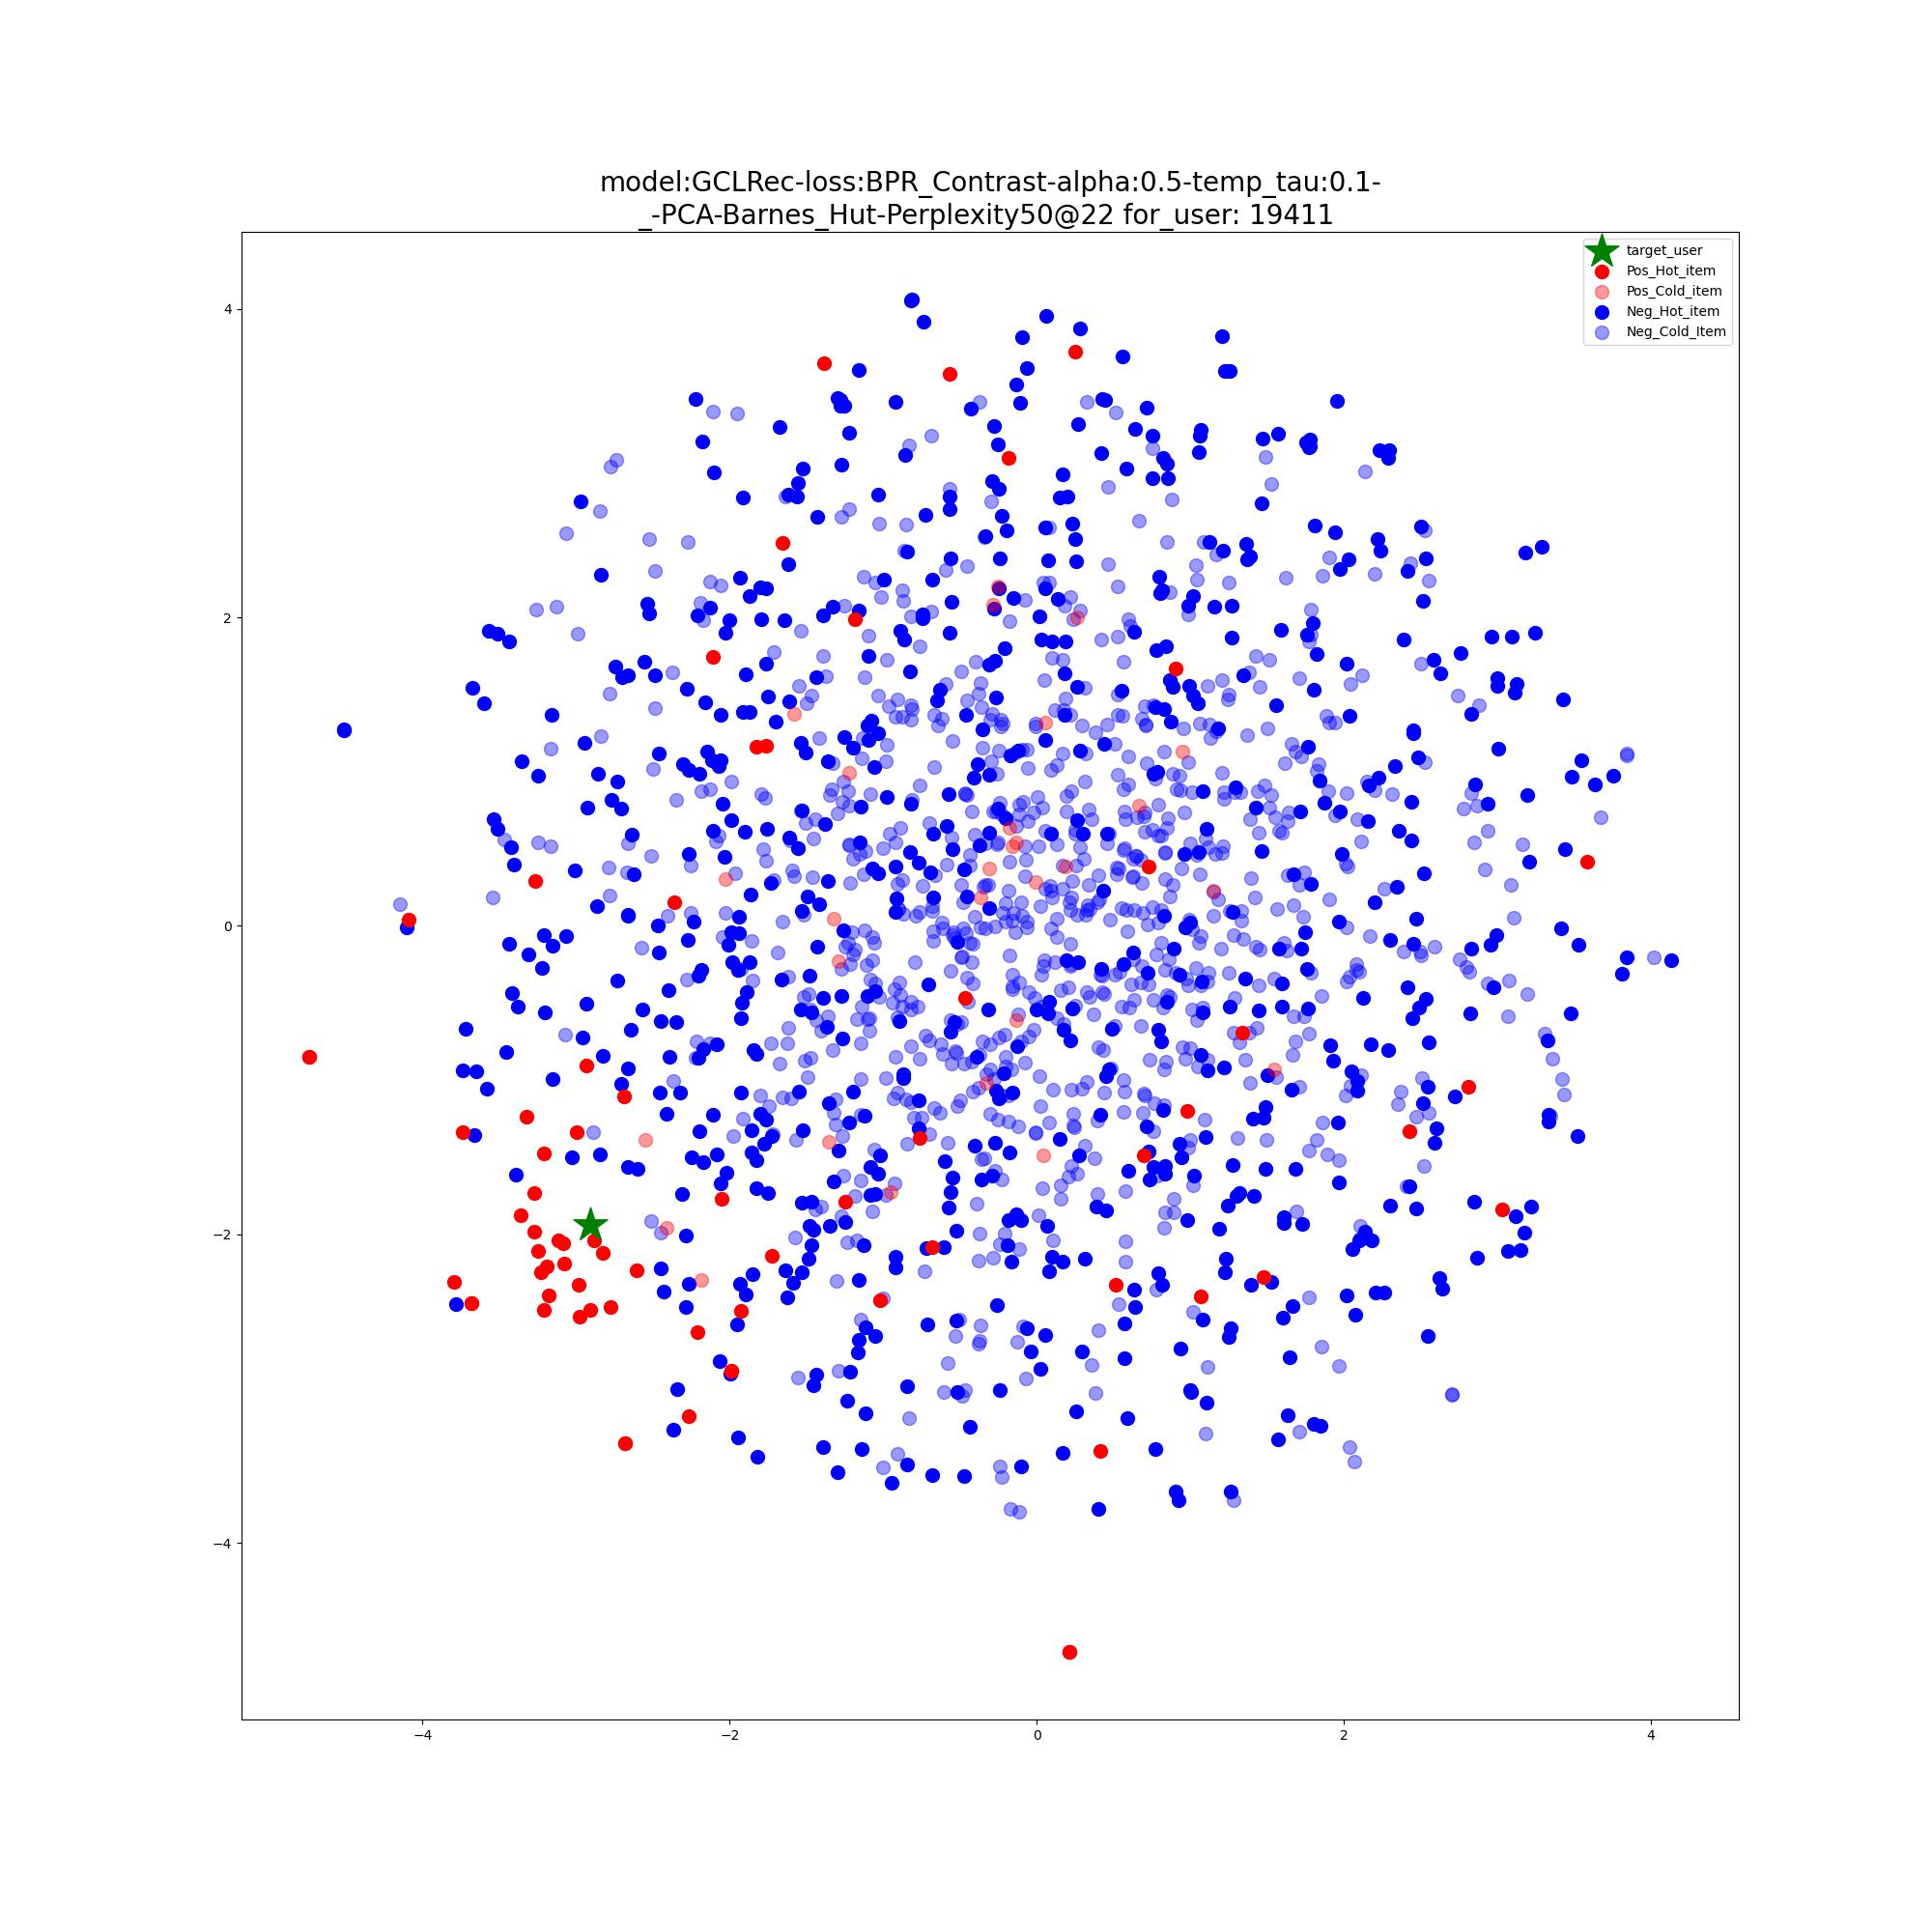 model:GCLRec-loss:BPR_Contrast-alpha:0.5-temp_tau:0.1-
_-PCA-Barnes_Hut-Perplexity50@22 for_user: 19411
target_user
Pos_Hot_item
Pos_Cold_item
Neg_Hot_item
Neg_Cold_Item
4
2
0
−2
−4
−4
−2
0
2
4